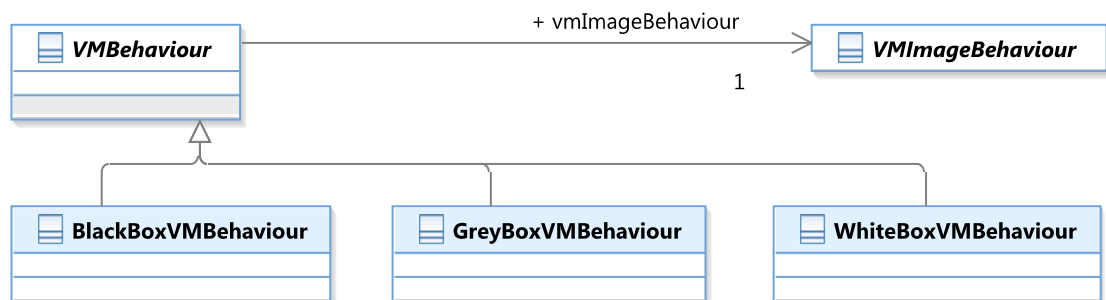 + vmImageBehaviour
VMBehaviour
VMImageBehaviour
1
BlackBoxVMBehaviour
GreyBoxVMBehaviour
WhiteBoxVMBehaviour